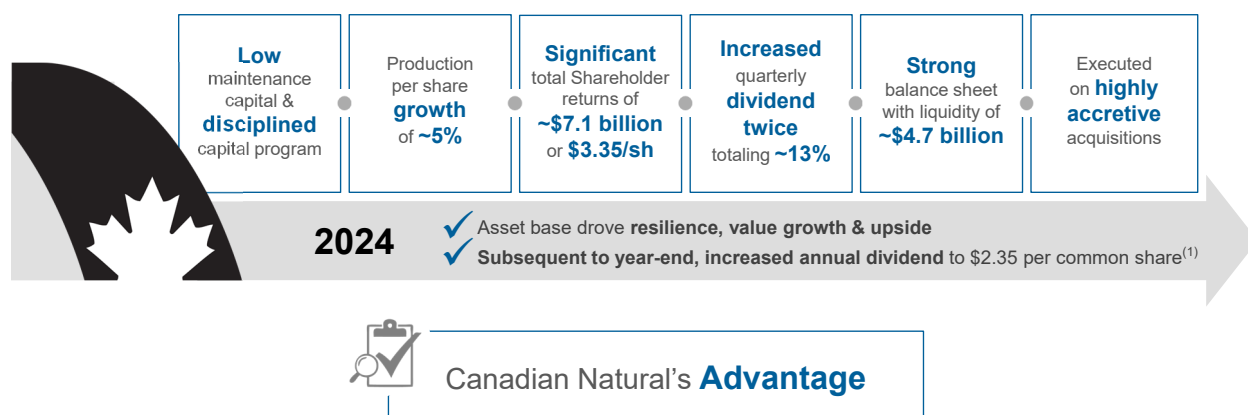 Low
maintenance
capital &
disciplined
capital program
Production
per share
growth
of ~5%
Significant
total Shareholder
returns of
~$7.1 billion
or $3.35/sh
Increased
quarterly
dividend
twice
totaling ~13%
Strong
balance sheet
with liquidity of
~$4.7 billion
Executed
on highly
accretive
acquisitions
2024
Asset base drove resilience, value growth & upside
Subsequent to year-end, increased annual dividend to $2.35 per common share(1)
Canadian Natural's Advantage